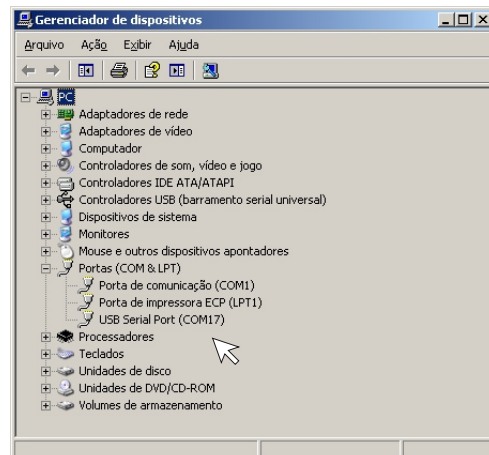 Gerenciador de dispositivos
Arquivo Ação Exibir Ajuda
PC
Adaptadores de rede
Adaptadores de vídeo
Computador
Controladores de som, vídeo e jogo
Controladores IDE ATA/ATAPI
Controladores USB (barramento serial universal)
Dispositivos de sistema
Monitores
Mouse e outros dispositivos apontadores
Portas (COM & LPT)
Porta de comunicação (COM1)
Porta de impressora ECP (LPT1)
USB Serial Port (COM17)
Processadores
Teclados
Unidades de disco
Unidades de DVD/CD-ROM
Volumes de armazenamento